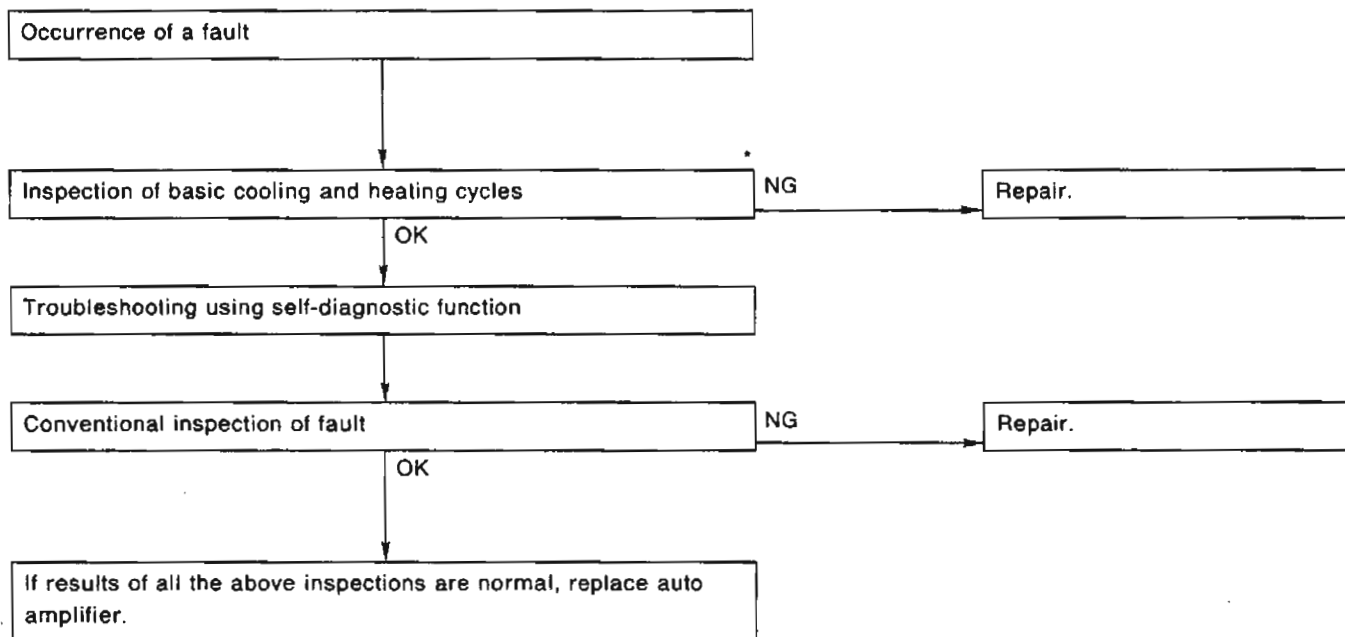 Occurrence of a fault
Inspection of basic cooling and heating cycles
NG
Repair.
OK
Troubleshooting using self-diagnostic function
Conventional inspection of fault
NG
Repair.
OK
If results of all the above inspections are normal, replace auto
amplifier.